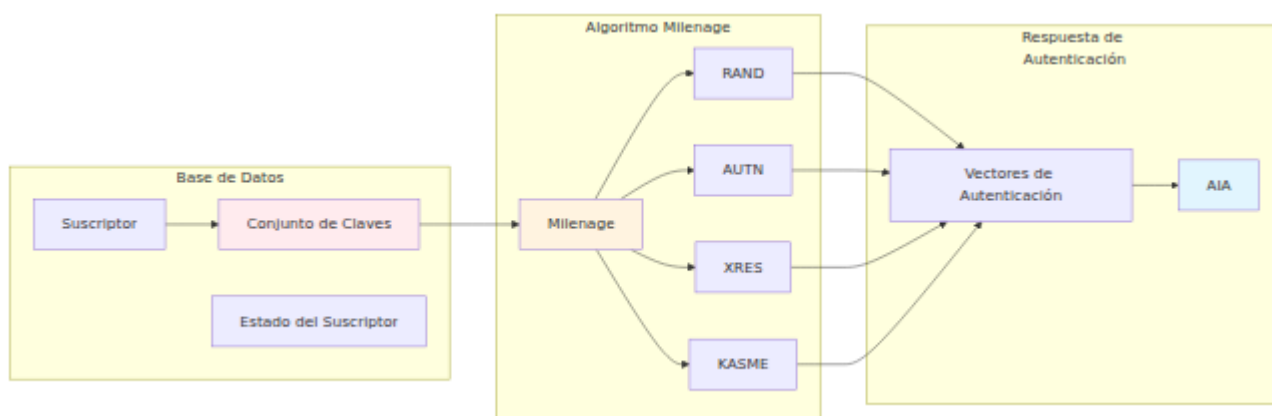 Base de Datos
Suscriptor
Conjunto de Claves
Estado del Suscriptor
Algoritmo Milenage
Milenage
RAND
AUTN
XRES
KASME
Respuesta de
Autenticación
Vectores de
Autenticación
AIA